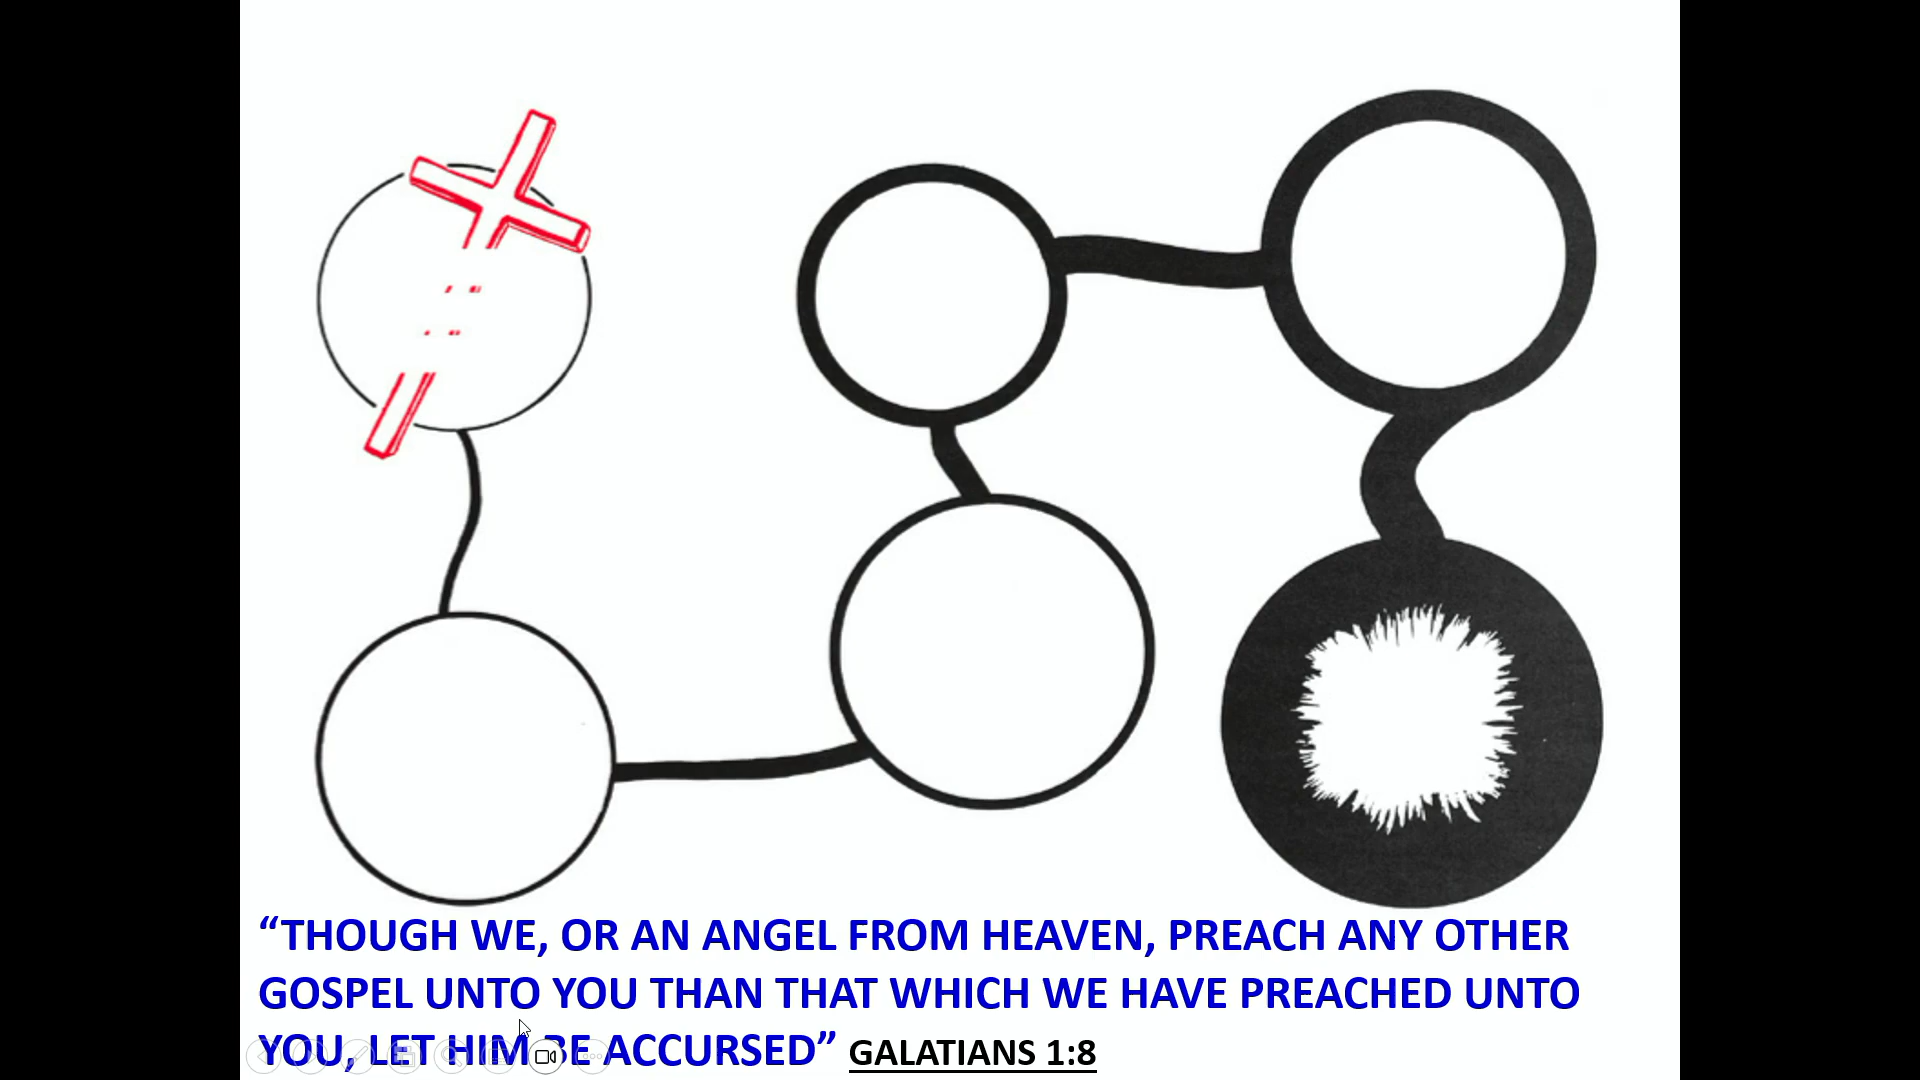 “THOUGH WE, OR AN ANGEL FROM HEAVEN, PREACH ANY OTHER
GOSPEL UNTO YOU THAN THAT WHICH WE HAVE PREACHED UNTO
YOU, LET HIM BE ACCURSED” GALATIANS 1:8